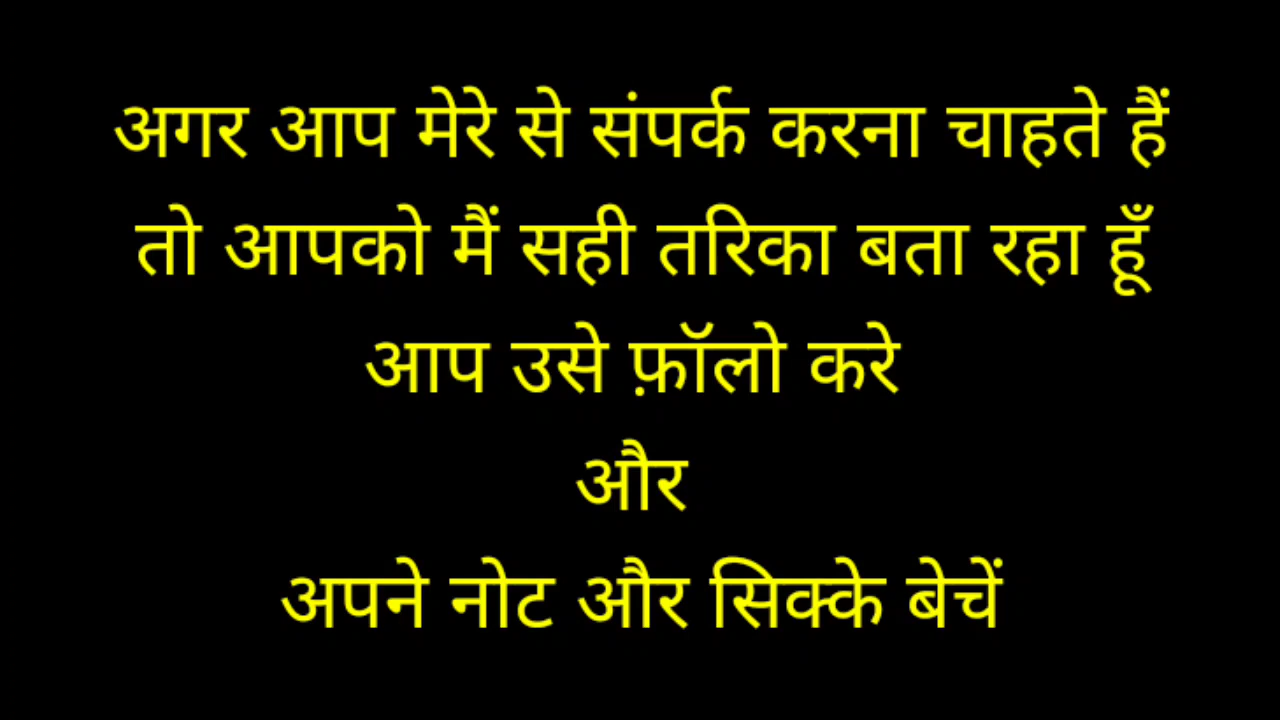 अगर आप मेरे से संपर्क करना चाहते हैं
तो आपको मैं सही तरिका बता रहा हूँ
आप उसे फ़ॉलो करे
और
अपने नोट और सिक्के बेचें